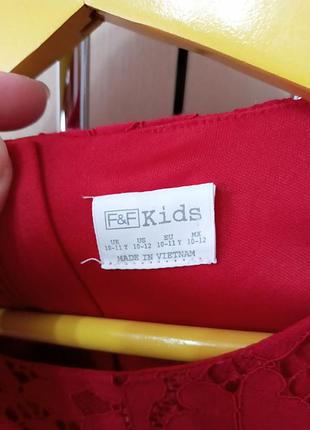 F&F Kids
UK US EU MX
10-11 Y 10-12 10-11 Y 10-12
MADE IN VIETNAM